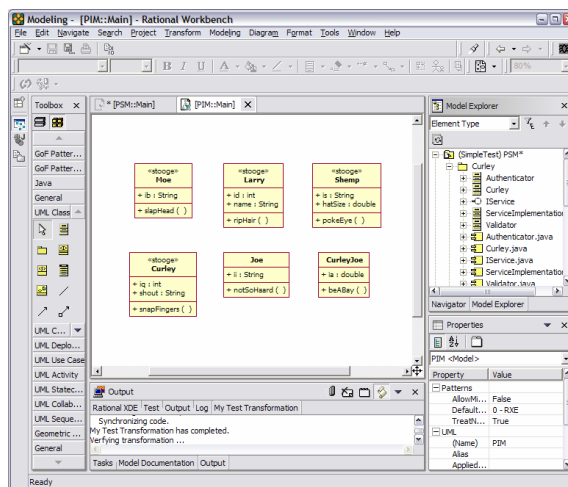 Modeling - [PIM::Main] - Rational Workbench
File Edit Navigate Search Project Transform Modeling Diagram Format Tools Window Help
B I U A 80%
Toolbox
GoF Patter...
GoF Patter...
Java
General
UML Class
UML C...
UML Deplo...
UML Use Case
UML Activity
UML Statec...
UML Collab...
UML Seque...
Geometric ...
General
* [PSM::Main] [PIM::Main]
«stooge»
Moe
+ ib : String
+ slapHead ( )
«stooge»
Larry
+ id : int
+ name : String
+ ripHair ( )
«stooge»
Shemp
+ is : String
+ hatSize : double
+ pokeEye ( )
«stooge»
Curley
+ iq : int
+ shout : String
+ snapFingers ( )
Joe
+ ii : String
+ notSoHaard ( )
CurleyJoe
+ ia : double
+ beABay ( )
Model Explorer
Element Type
(SimpleTest) PSM*
Curley
Authenticator
Curley
IService
ServiceImplementation
Validator
Authenticator.java
Curley.java
IService.java
ServiceImplementation
Validator.java
Navigator Model Explorer
Properties
PIM <Model>
Property Value
Patterns
AllowMi... False
Default... 0 - RXE
TreatN... True
UML
(Name) PIM
Alias
Applied...
Output
Rational XDE Test Output Log My Test Transformation
Synchronizing code.
My Test Transformation has completed.
Verifying transformation ...
Tasks Model Documentation Output
Ready